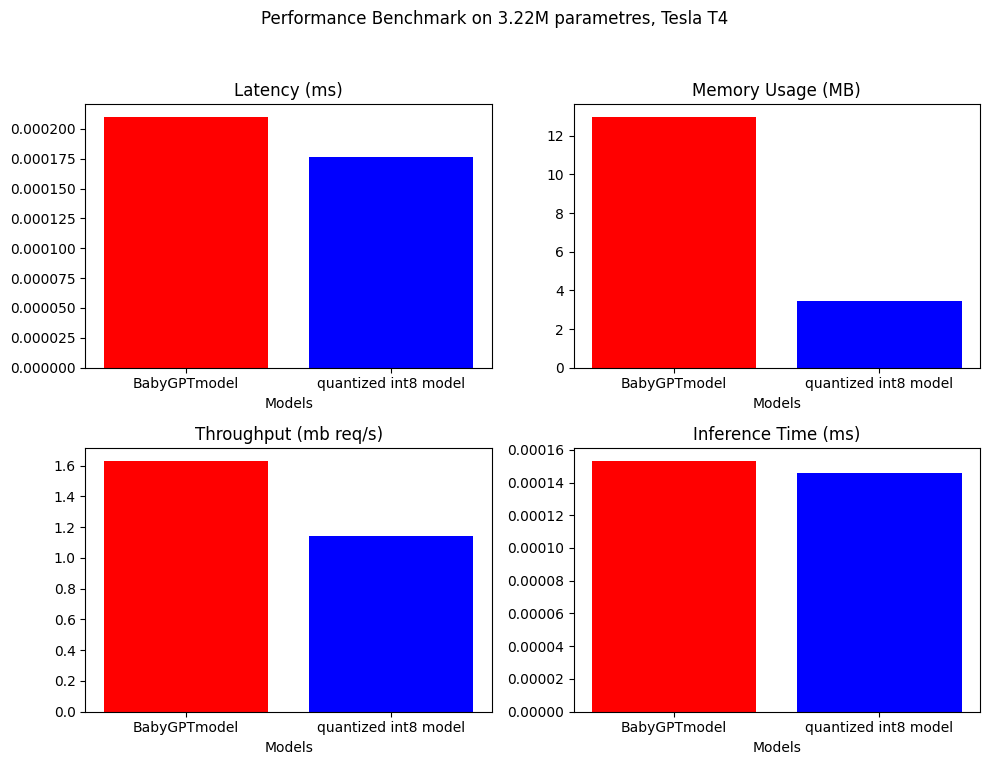 Performance Benchmark on 3.22M parametres, Tesla T4
Latency (ms)
0.000200
0.000175
0.000150
0.000125
0.000100
0.000075
0.000050
0.000025
0.000000
BabyGPTmodel
quantized int8 model
Models
Memory Usage (MB)
12
10
8
6
4
2
0
BabyGPTmodel
quantized int8 model
Models
Throughput (mb req/s)
1.6
1.4
1.2
1.0
0.8
0.6
0.4
0.2
0.0
BabyGPTmodel
quantized int8 model
Models
Inference Time (ms)
0.00016
0.00014
0.00012
0.00010
0.00008
0.00006
0.00004
0.00002
0.00000
BabyGPTmodel
quantized int8 model
Models